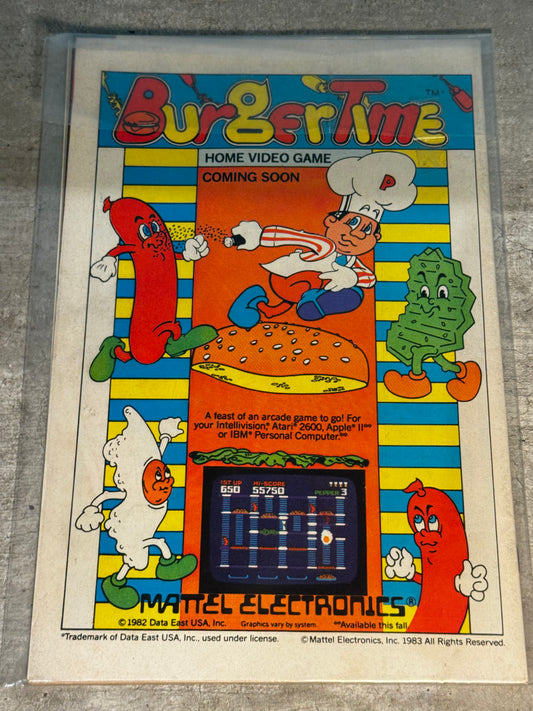 BurgerTime TM*
HOME VIDEO GAME
COMING SOON
P
A feast of an arcade game to go! For
your Intellivision,® Atari® 2600, Apple® II**
or IBM® Personal Computer.**
1ST UP HI-SCORE
650 55750 PEPPER 3
MATTEL ELECTRONICS®
©1982 Data East USA, Inc. Graphics vary by system. **Available this fall.
*Trademark of Data East USA, Inc., used under license. ©Mattel Electronics, Inc. 1983 All Rights Reserved.